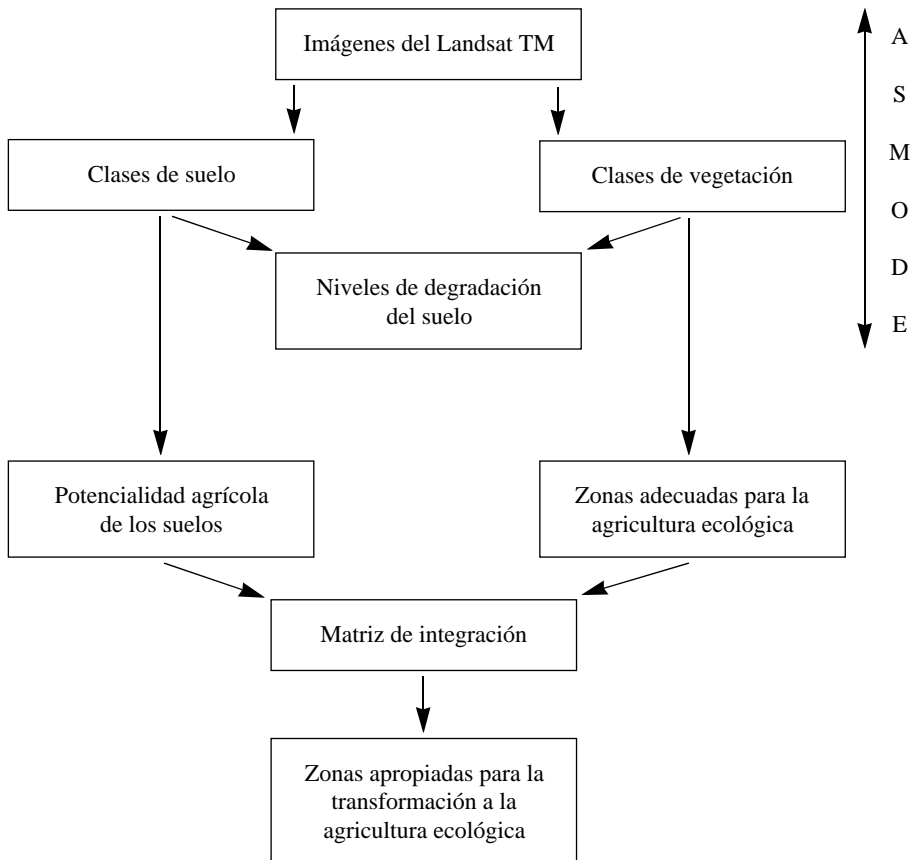 Imágenes del Landsat TM
Clases de suelo
Clases de vegetación
Niveles de degradación
del suelo
Potencialidad agrícola
de los suelos
Zonas adecuadas para la
agricultura ecológica
Matriz de integración
Zonas apropiadas para la
transformación a la
agricultura ecológica
A
S
M
O
D
E